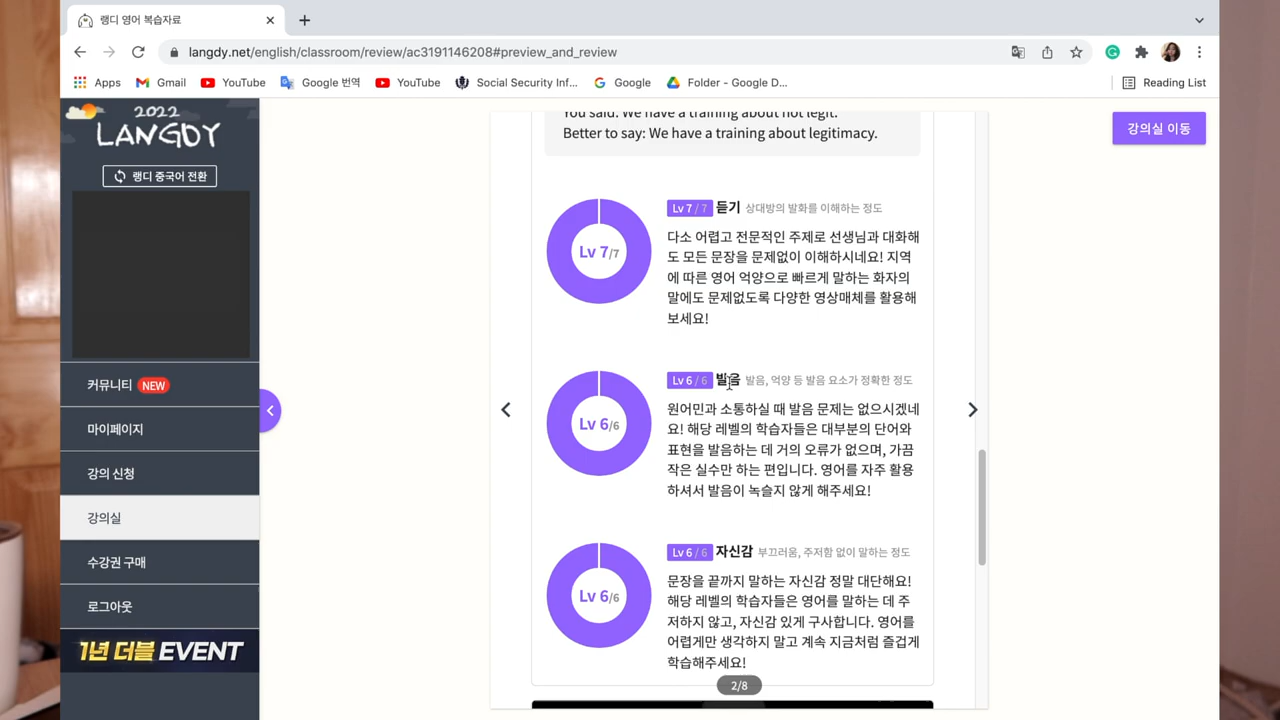 랭디 영어 복습자료
langdy.net/english/classroom/review/ac3191146208#preview_and_review
Apps
Gmail
YouTube
Google 번역
YouTube
Social Security Inf...
Google
Folder - Google D...
Reading List
2022
LANGDY
랭디 중국어 전환
커뮤니티 NEW
마이페이지
강의 신청
강의실
수강권 구매
로그아웃
1년 더블 EVENT
강의실 이동
You said: We have a training about not legit.
Better to say: We have a training about legitimacy.
Lv 7/7
Lv 7 / 7 듣기 상대방의 발화를 이해하는 정도
다소 어렵고 전문적인 주제로 선생님과 대화해
도 모든 문장을 문제없이 이해하시네요! 지역
에 따른 영어 억양으로 빠르게 말하는 화자의
말에도 문제없도록 다양한 영상매체를 활용해
보세요!
Lv 6/6
Lv 6 / 6 발음 발음, 억양 등 발음 요소가 정확한 정도
원어민과 소통하실 때 발음 문제는 없으시겠네
요! 해당 레벨의 학습자들은 대부분의 단어와
표현을 발음하는 데 거의 오류가 없으며, 가끔
작은 실수만 하는 편입니다. 영어를 자주 활용
하셔서 발음이 녹슬지 않게 해주세요!
Lv 6/6
Lv 6 / 6 자신감 부끄러움, 주저함 없이 말하는 정도
문장을 끝까지 말하는 자신감 정말 대단해요!
해당 레벨의 학습자들은 영어를 말하는 데 주
저하지 않고, 자신감 있게 구사합니다. 영어를
어렵게만 생각하지 말고 계속 지금처럼 즐겁게
학습해주세요!
2/8